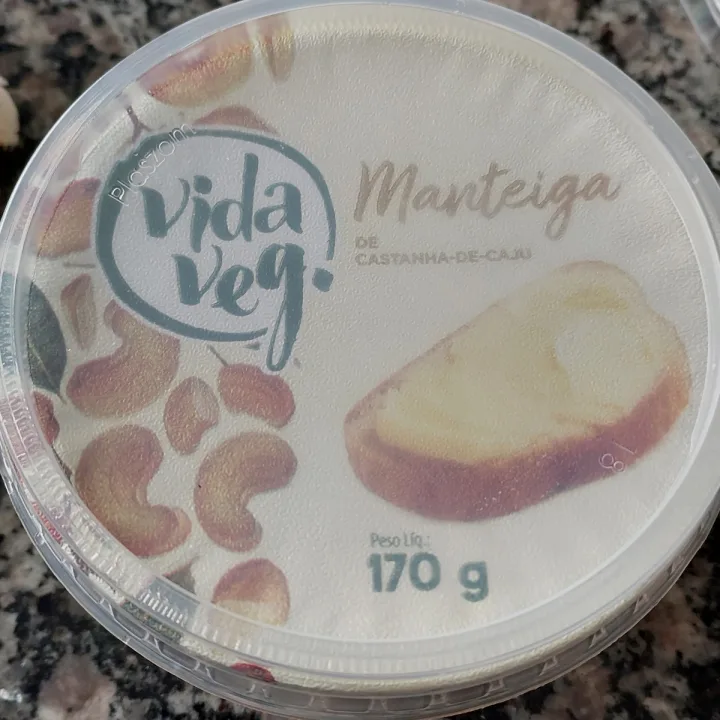 Plaszom
vida
veg.
Manteiga
DE
CASTANHA-DE-CAJU
Peso Líq.:
170 g